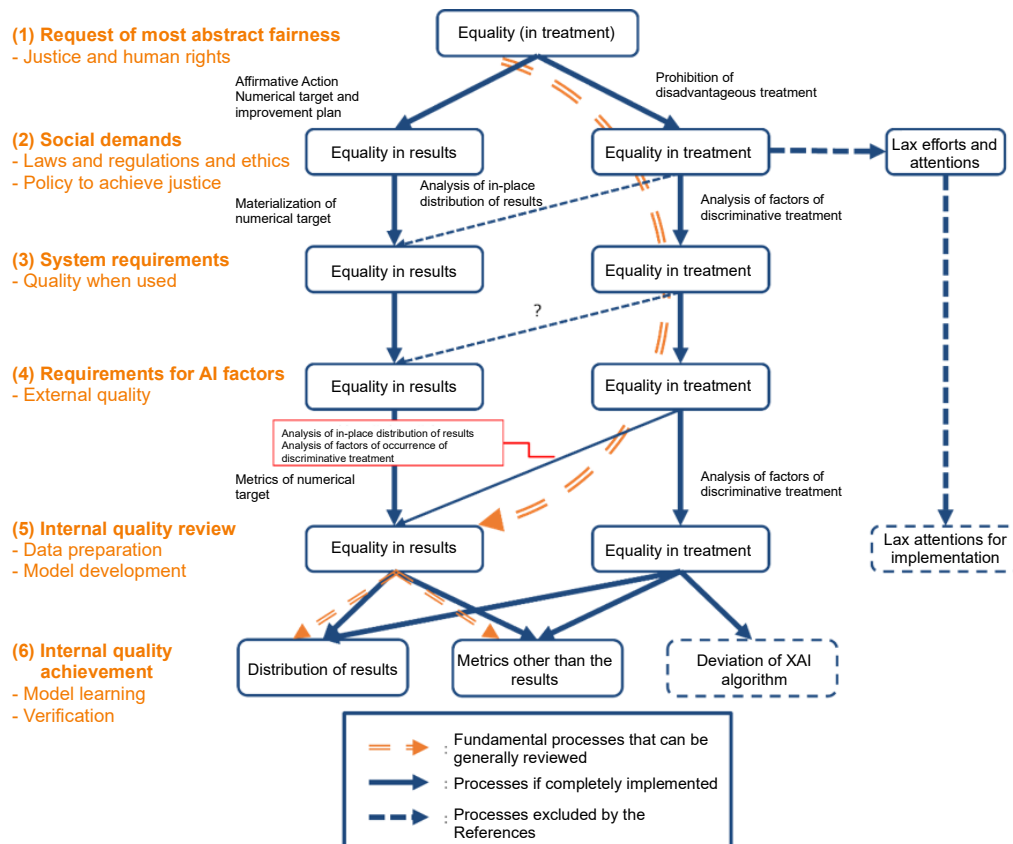 (1) Request of most abstract fairness
- Justice and human rights
Equality (in treatment)
Affirmative Action
Numerical target and
improvement plan
Prohibition of
disadvantageous treatment
(2) Social demands
- Laws and regulations and ethics
- Policy to achieve justice
Equality in results
Equality in treatment
Lax efforts and
attentions
Materialization of
numerical target
Analysis of in-place
distribution of results
Analysis of factors of
discriminative treatment
(3) System requirements
- Quality when used
Equality in results
Equality in treatment
?
(4) Requirements for AI factors
- External quality
Equality in results
Equality in treatment
Analysis of in-place distribution of results
Analysis of factors of occurrence of
discriminative treatment
Metrics of numerical
target
Analysis of factors of
discriminative treatment
(5) Internal quality review
- Data preparation
- Model development
Equality in results
Equality in treatment
Lax attentions for
implementation
(6) Internal quality
achievement
- Model learning
- Verification
Distribution of results
Metrics other than the
results
Deviation of XAI
algorithm
: Fundamental processes that can be
generally reviewed
: Processes if completely implemented
: Processes excluded by the
References